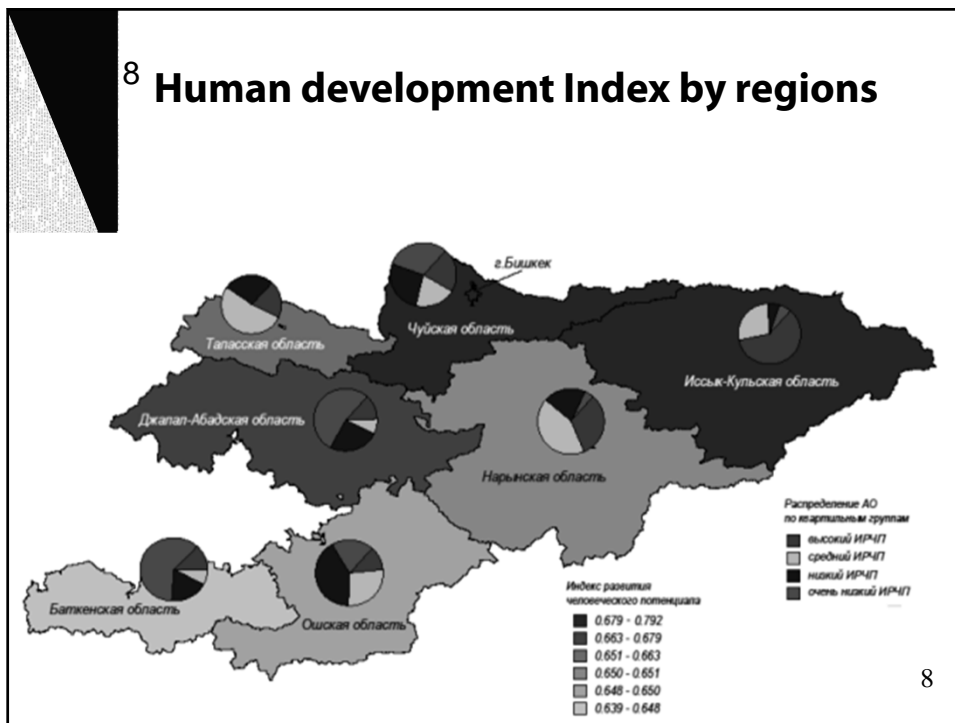 8 Human development Index by regions
г.Бишкек
Чуйская область
Таласская область
Иссык-Кульская область
Джалал-Абадская область
Нарынская область
Баткенская область
Ошская область
Распределение АО
по квартильным группам
высокий ИРЧП
средний ИРЧП
низкий ИРЧП
очень низкий ИРЧП
Индекс развития
человеческого потенциала
0.679 - 0.792
0.663 - 0.679
0.651 - 0.663
0.650 - 0.651
0.648 - 0.650
0.639 - 0.648
8